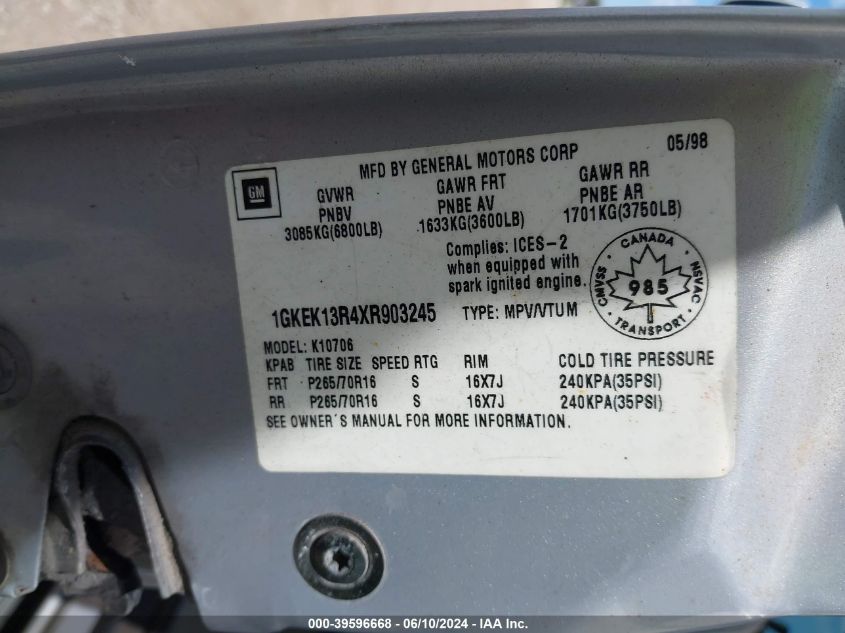 MFD BY GENERAL MOTORS CORP 05/98
GM
GVWR GAWR FRT GAWR RR
PNBV PNBE AV PNBE AR
3085KG(6800LB) 1633KG(3600LB) 1701KG(3750LB)
Complies: ICES-2
when equipped with
spark ignited engine.
CANADA
CMVSS 985 NSVAC
TRANSPORT
1GKEK13R4XR903245 TYPE: MPV/VTUM
MODEL: K10706
KPAB TIRE SIZE SPEED RTG RIM COLD TIRE PRESSURE
FRT P265/70R16 S 16X7J 240KPA(35PSI)
RR P265/70R16 S 16X7J 240KPA(35PSI)
SEE OWNER'S MANUAL FOR MORE INFORMATION.
000-39596668 - 06/10/2024 - IAA Inc.